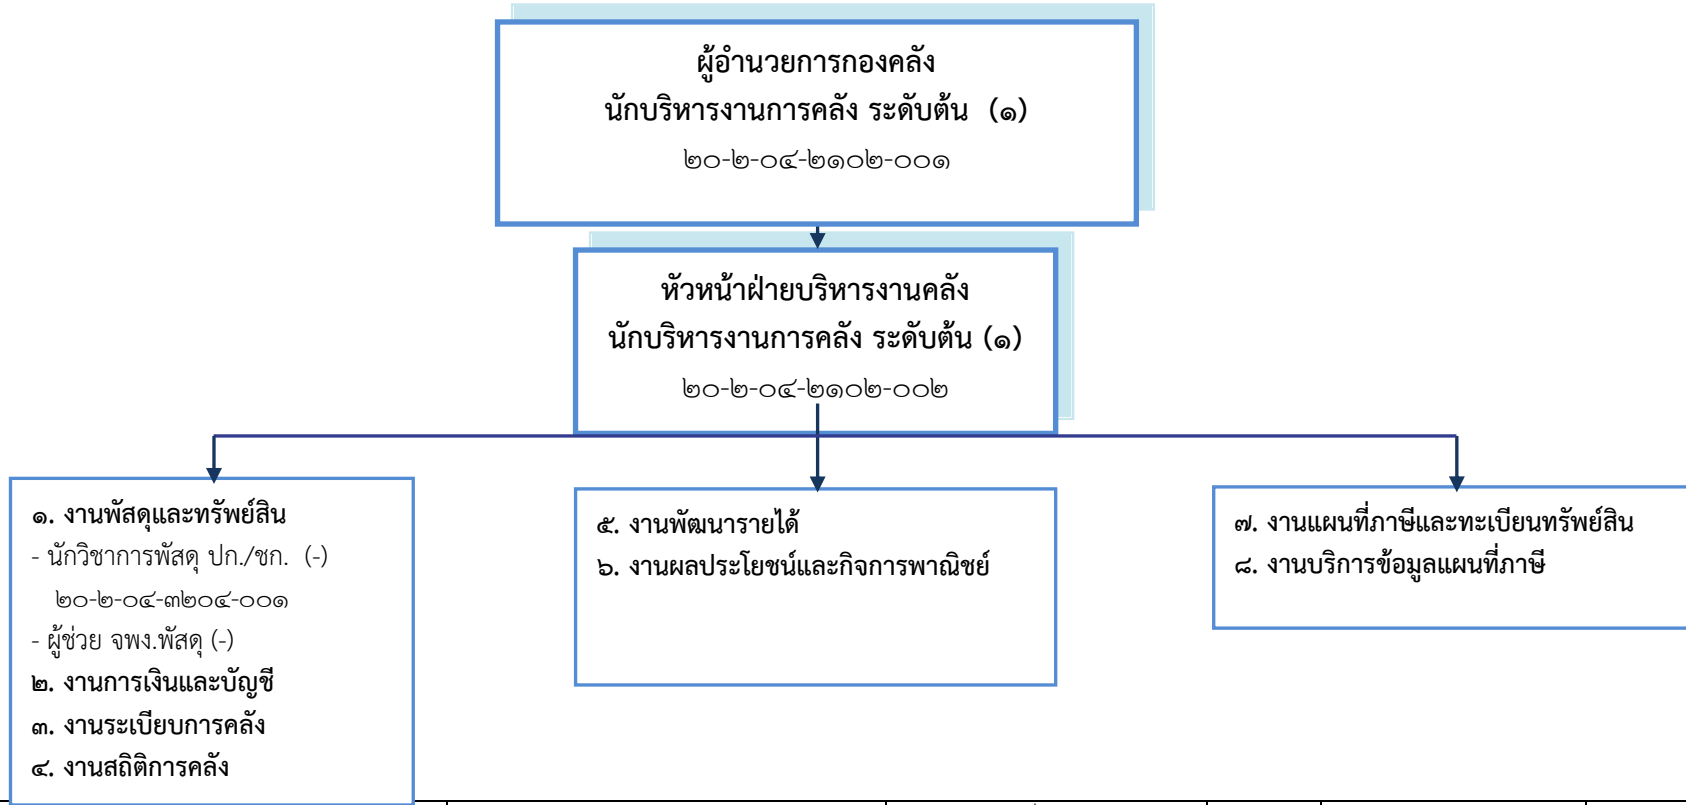 ผู้อำนวยการกองคลัง
นักบริหารงานการคลัง ระดับต้น (๑)
๒๐-๒-๐๔-๒๑๐๒-๐๐๑
หัวหน้าฝ่ายบริหารงานคลัง
นักบริหารงานการคลัง ระดับต้น (๑)
๒๐-๒-๐๔-๒๑๐๒-๐๐๒
๑. งานพัสดุและทรัพย์สิน
- นักวิชาการพัสดุ ปก./ชก. (-)
๒๐-๒-๐๔-๓๒๐๔-๐๐๑
- ผู้ช่วย จพง.พัสดุ (-)
๒. งานการเงินและบัญชี
๓. งานระเบียบการคลัง
๔. งานสถิติการคลัง
๕. งานพัฒนารายได้
๖. งานผลประโยชน์และกิจการพาณิชย์
๗. งานแผนที่ภาษีและทะเบียนทรัพย์สิน
๘. งานบริการข้อมูลแผนที่ภาษี